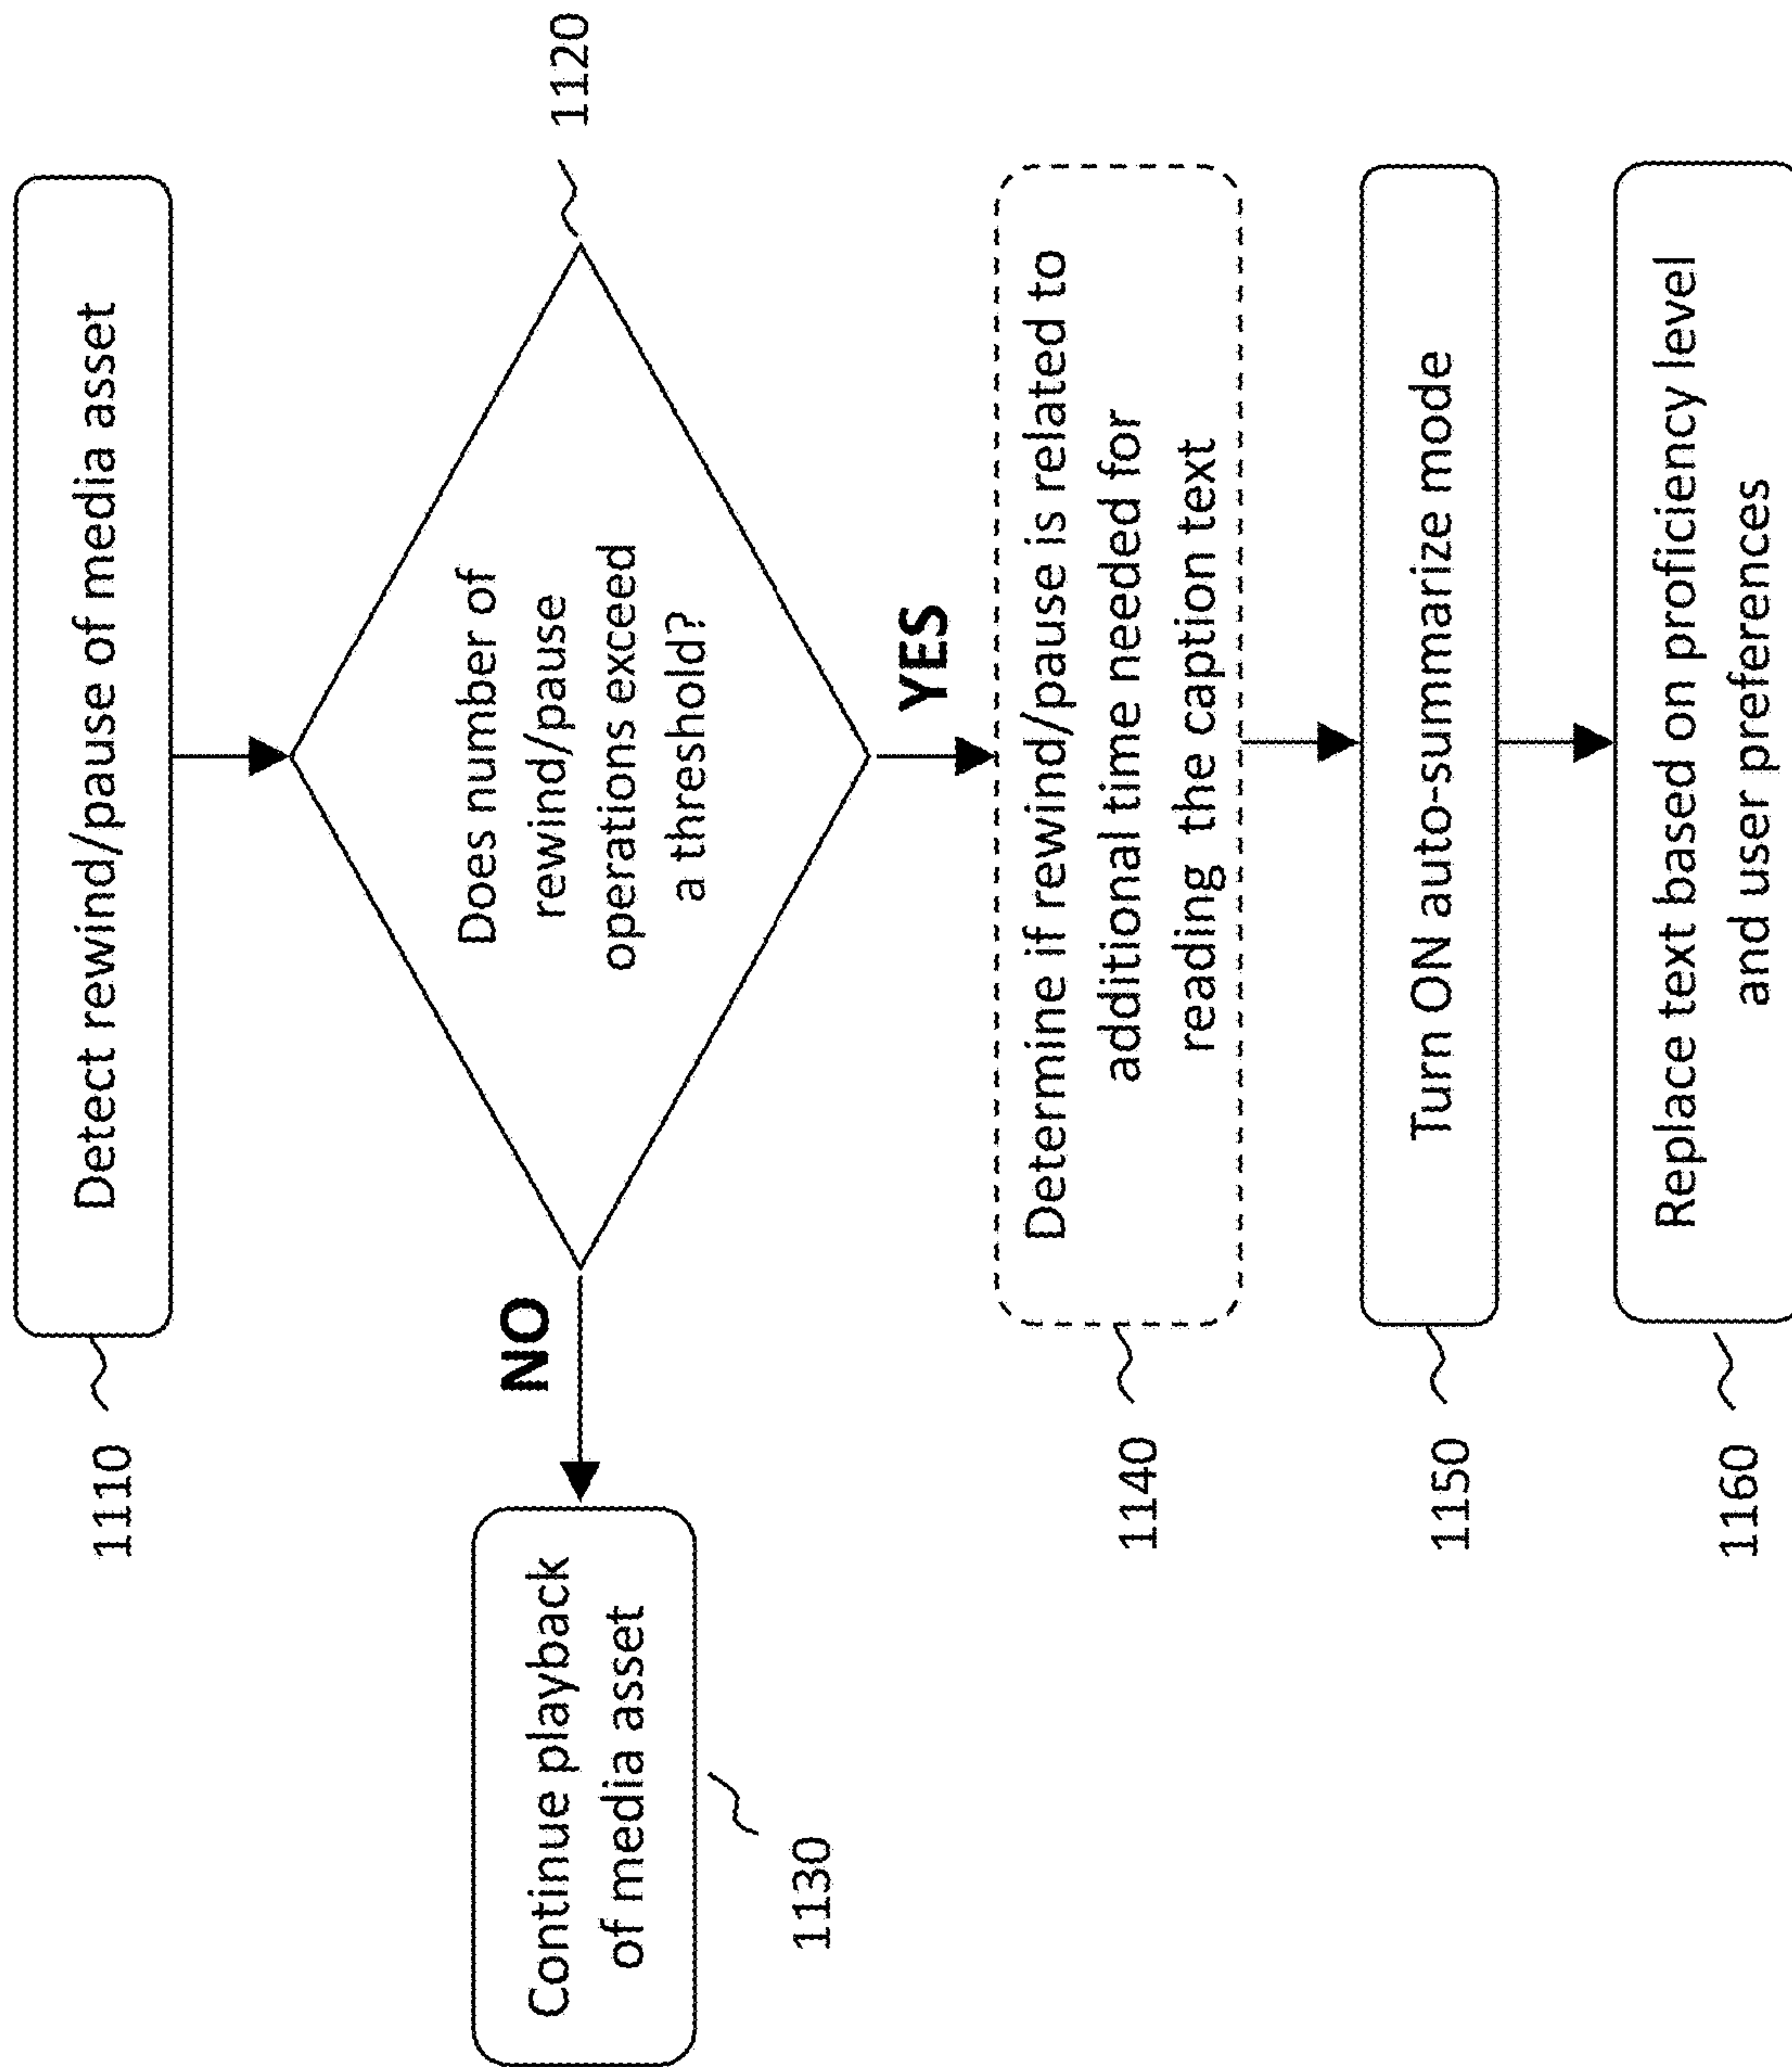 1110
Detect rewind/pause of media asset
Does number of
rewind/pause
operations exceed
a threshold?
1120
NO
Continue playback
of media asset
1130
YES
1140
Determine if rewind/pause is related to
additional time needed for
reading the caption text
1150
Turn ON auto-summarize mode
1160
Replace text based on proficiency level
and user preferences